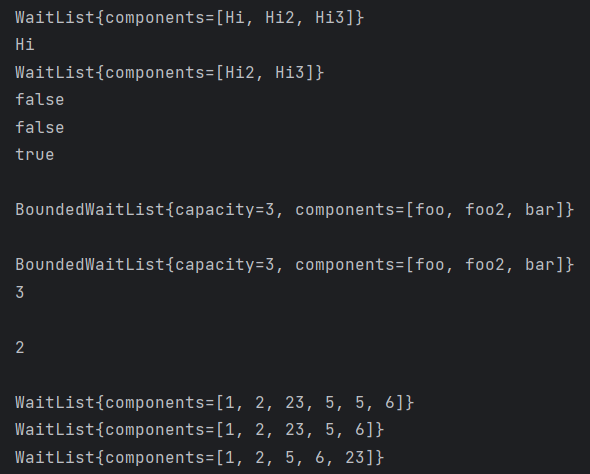 WaitList{components=[Hi, Hi2, Hi3]}
Hi
WaitList{components=[Hi2, Hi3]}
false
false
true
BoundedWaitList{capacity=3, components=[foo, foo2, bar]}
BoundedWaitList{capacity=3, components=[foo, foo2, bar]}
3
2
WaitList{components=[1, 2, 23, 5, 5, 6]}
WaitList{components=[1, 2, 23, 5, 6]}
WaitList{components=[1, 2, 5, 6, 23]}